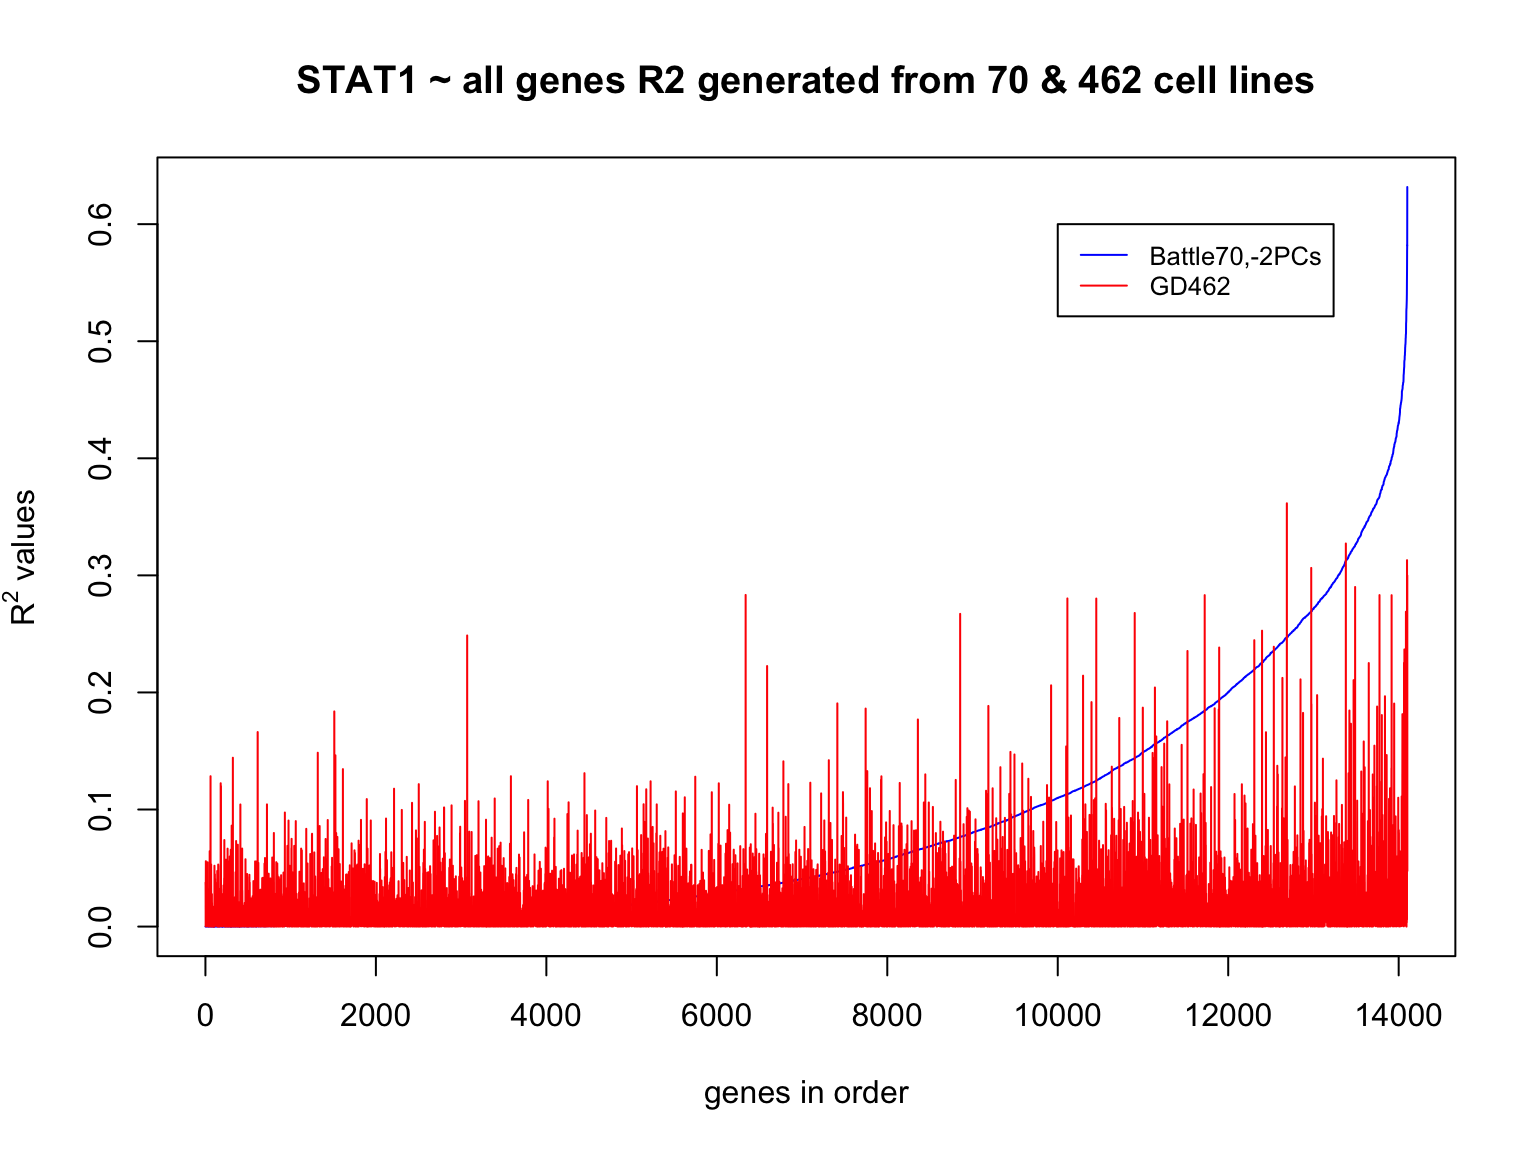 STAT1 ~ all genes R2 generated from 70 & 462 cell lines
R² values
0.0
0.1
0.2
0.3
0.4
0.5
0.6
Battle70,-2PCs
GD462
0 2000 4000 6000 8000 10000 12000 14000
genes in order